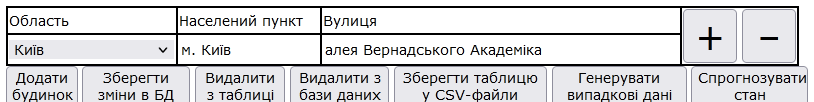 Область Населений пункт Вулиця
Київ м. Київ алея Вернадського Академіка
+ −
Додати будинок
Зберегти зміни в БД
Видалити з таблиці
Видалити з бази даних
Зберегти таблицю у CSV-файли
Генерувати випадкові дані
Спрогнозувати стан